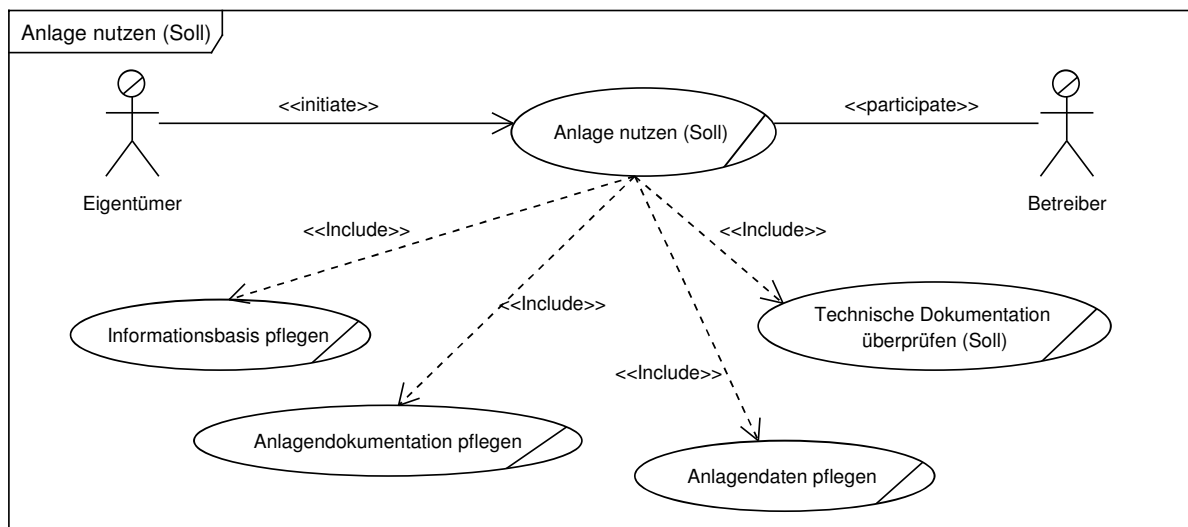 Anlage nutzen (Soll)
<<initiate>>
<<participate>>
Anlage nutzen (Soll)
Eigentümer
Betreiber
<<Include>>
<<Include>>
<<Include>>
<<Include>>
Informationsbasis pflegen
Technische Dokumentation
überprüfen (Soll)
Anlagendokumentation pflegen
Anlagendaten pflegen